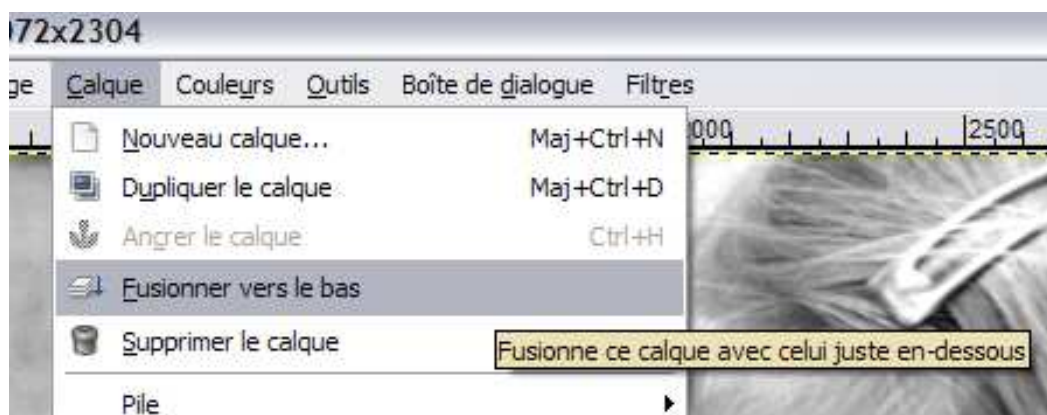 072x2304
ge Calque Couleurs Outils Boîte de dialogue Filtres
000 2500
Nouveau calque... Maj+Ctrl+N
Dupliquer le calque Maj+Ctrl+D
Ancrer le calque Ctrl+H
Fusionner vers le bas
Supprimer le calque
Fusionne ce calque avec celui juste en-dessous
Pile